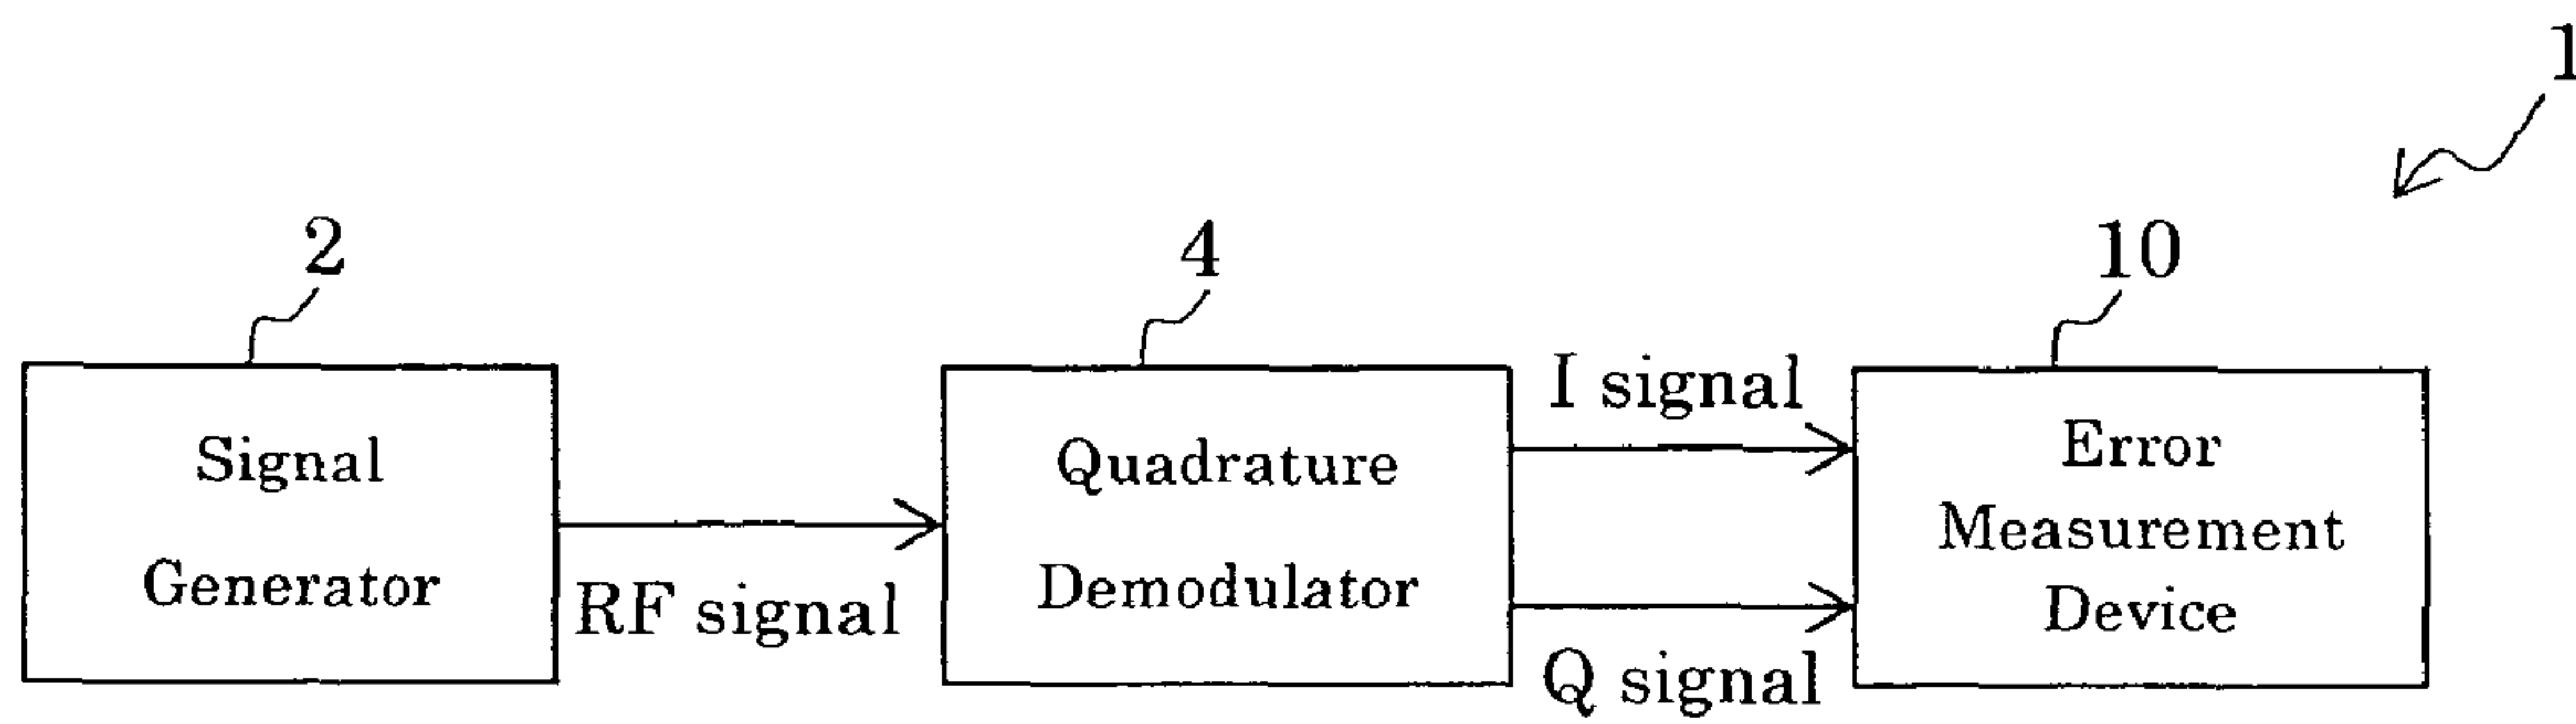 1
2
4
10
Signal
Generator
RF signal
Quadrature
Demodulator
I signal
Q signal
Error
Measurement
Device